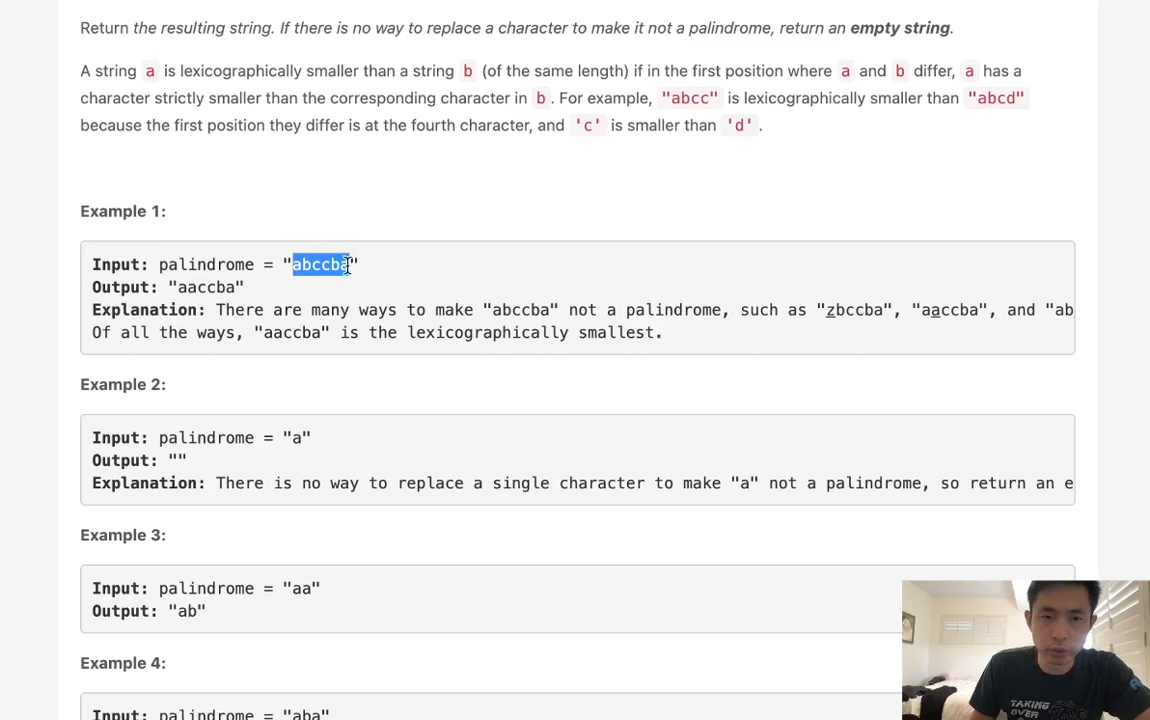 Return the resulting string. If there is no way to replace a character to make it not a palindrome, return an empty string.
A string a is lexicographically smaller than a string b (of the same length) if in the first position where a and b differ, a has a
character strictly smaller than the corresponding character in b . For example, "abcc" is lexicographically smaller than "abcd"
because the first position they differ is at the fourth character, and 'c' is smaller than 'd' .
Example 1:
Input: palindrome = "abccba"
Output: "aaccba"
Explanation: There are many ways to make "abccba" not a palindrome, such as "zbccba", "aaccba", and "ab
Of all the ways, "aaccba" is the lexicographically smallest.
Example 2:
Input: palindrome = "a"
Output: ""
Explanation: There is no way to replace a single character to make "a" not a palindrome, so return an e
Example 3:
Input: palindrome = "aa"
Output: "ab"
Example 4:
Input: palindrome = "aba"
TAKING
OVER